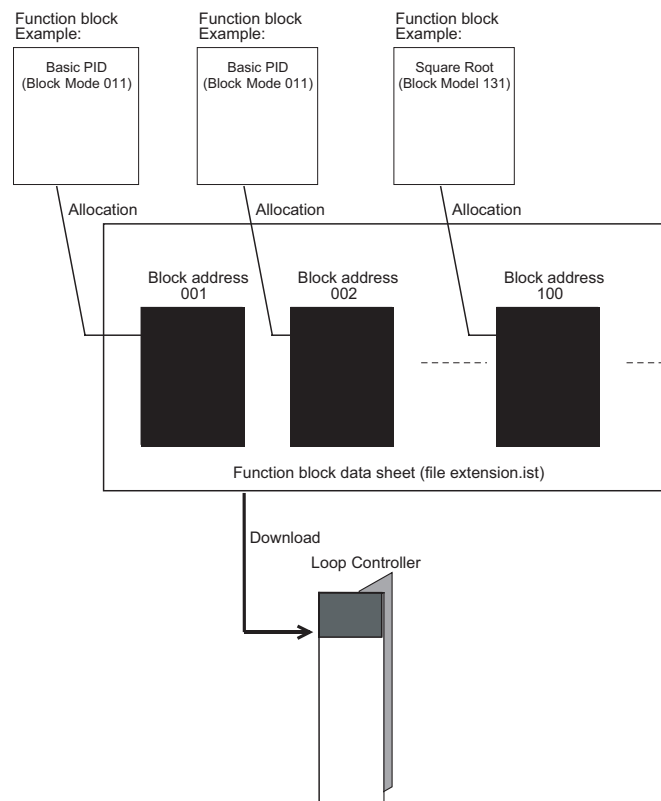 Function block
Example:
Function block
Example:
Function block
Example:
Basic PID
(Block Mode 011)
Basic PID
(Block Mode 011)
Square Root
(Block Model 131)
Allocation
Allocation
Allocation
Block address
001
Block address
002
Block address
100
Function block data sheet (file extension.ist)
Download
Loop Controller